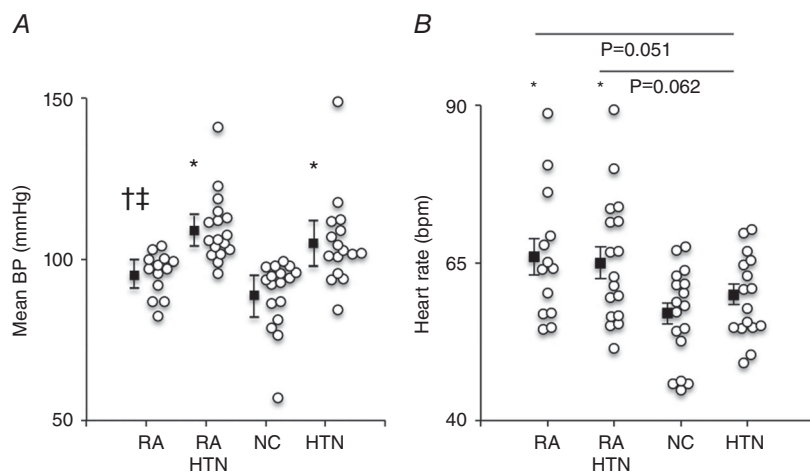 A
Mean BP (mmHg)
150
100
50
†‡
*
*
RA
RA
HTN
NC
HTN
B
P=0.051
P=0.062
*
*
Heart rate (bpm)
90
65
40
RA
RA
HTN
NC
HTN